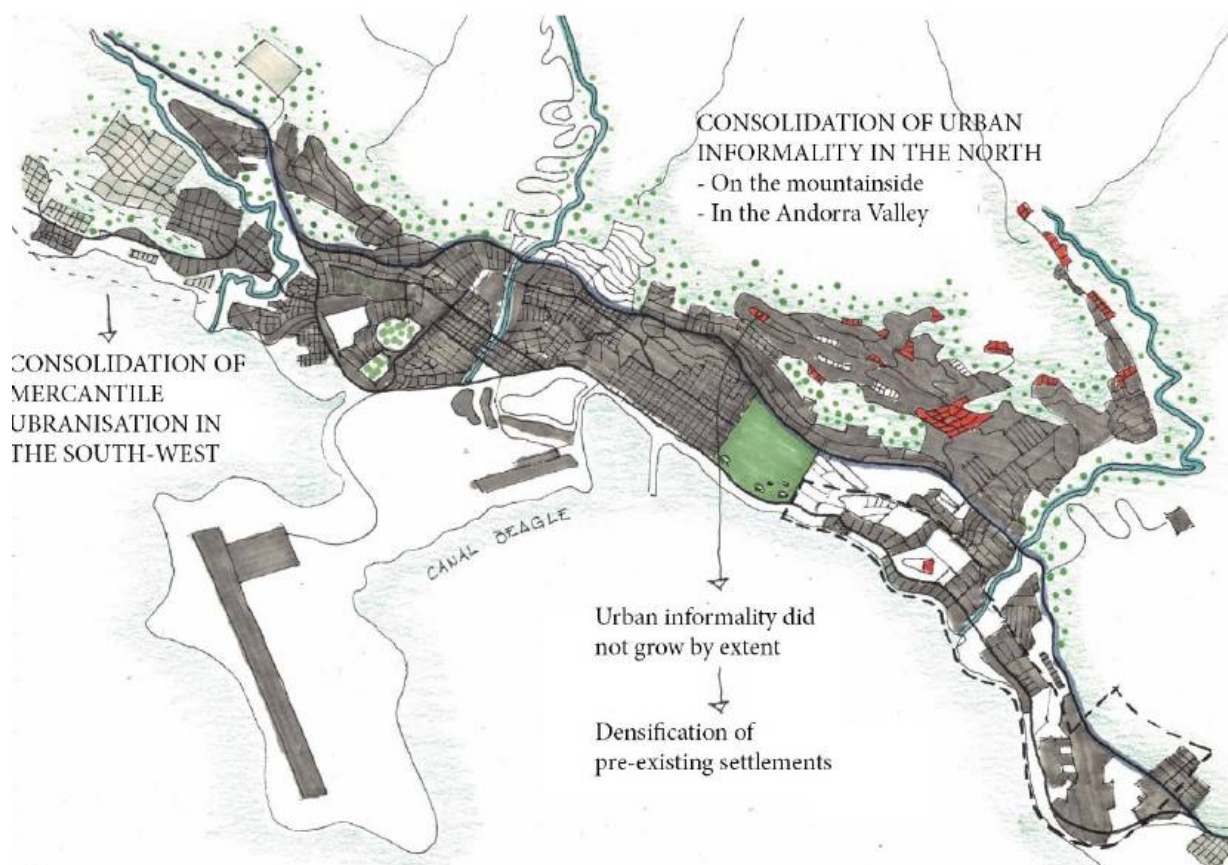 CONSOLIDATION OF URBAN
INFORMALITY IN THE NORTH
- On the mountainside
- In the Andorra Valley
CONSOLIDATION OF
MERCANTILE
UBRANISATION IN
THE SOUTH-WEST
CANAL BEAGLE
Urban informality did
not grow by extent
Densification of
pre-existing settlements